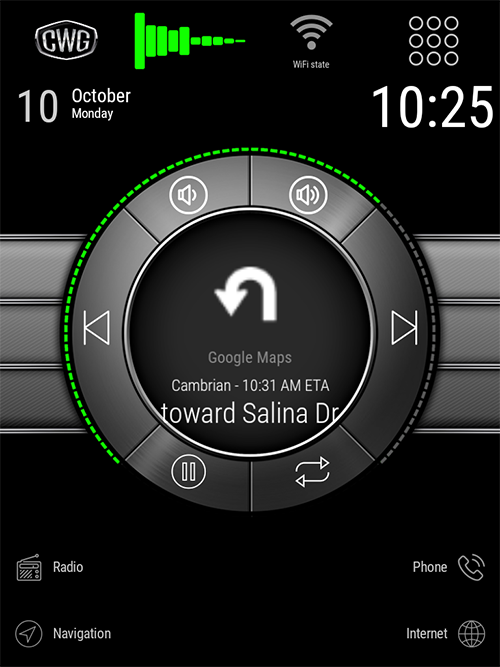 CWG
WiFi state
10
October
Monday
10:25
Google Maps
Cambrian - 10:31 AM ETA
toward Salina Dr
Radio
Phone
Navigation
Internet